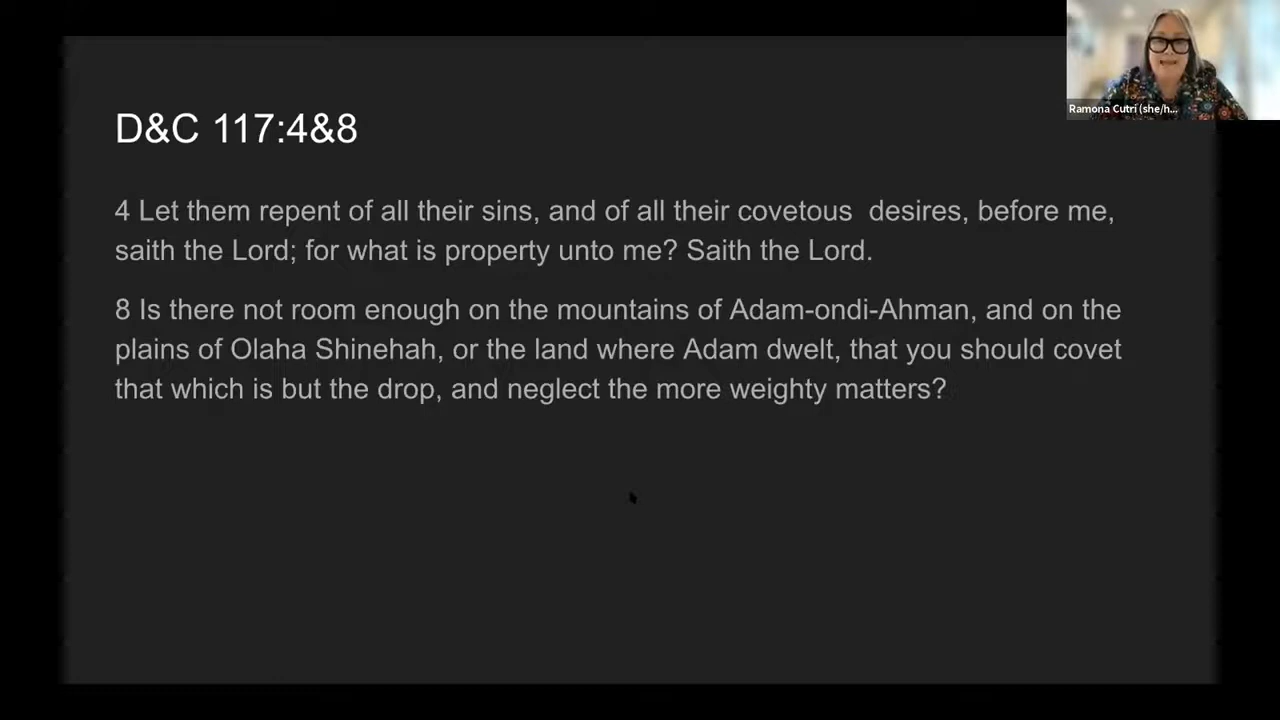 D&C 117:4&8
4 Let them repent of all their sins, and of all their covetous  desires, before me,
saith the Lord; for what is property unto me? Saith the Lord.
8 Is there not room enough on the mountains of Adam-ondi-Ahman, and on the
plains of Olaha Shinehah, or the land where Adam dwelt, that you should covet
that which is but the drop, and neglect the more weighty matters?
Ramona Cutri (she/h...